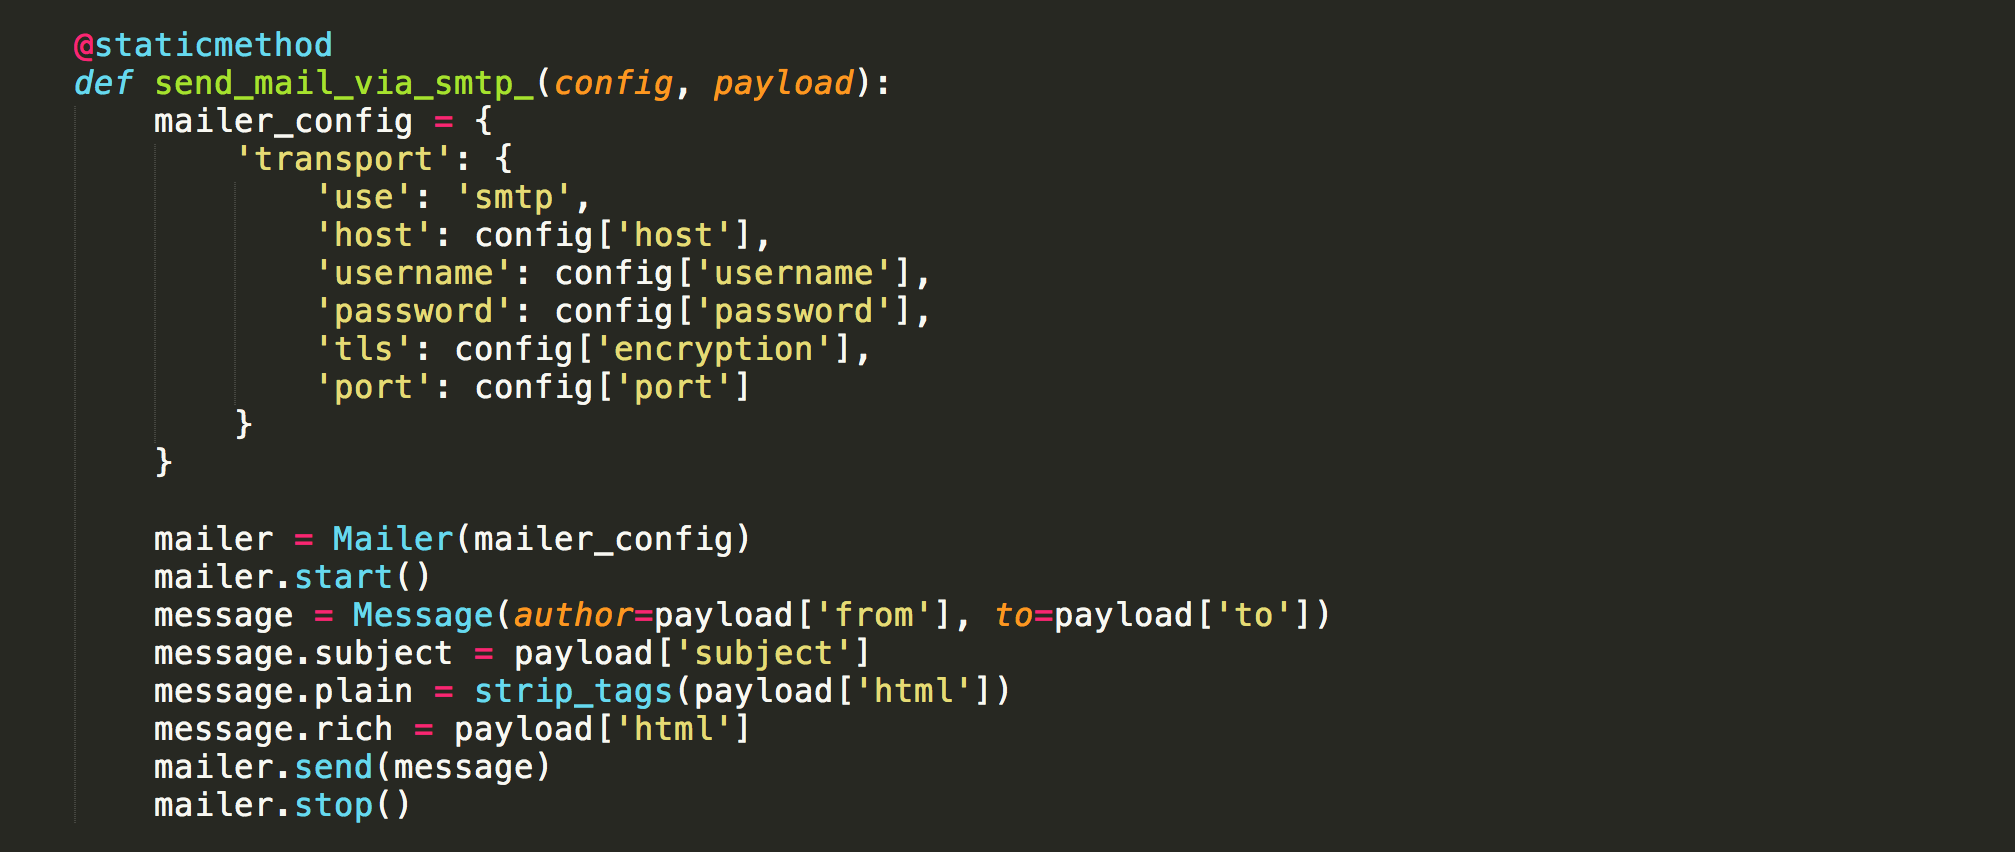 @staticmethod
def send_mail_via_smtp_(config, payload):
    mailer_config = {
        'transport': {
            'use': 'smtp',
            'host': config['host'],
            'username': config['username'],
            'password': config['password'],
            'tls': config['encryption'],
            'port': config['port']
        }
    }

    mailer = Mailer(mailer_config)
    mailer.start()
    message = Message(author=payload['from'], to=payload['to'])
    message.subject = payload['subject']
    message.plain = strip_tags(payload['html'])
    message.rich = payload['html']
    mailer.send(message)
    mailer.stop()